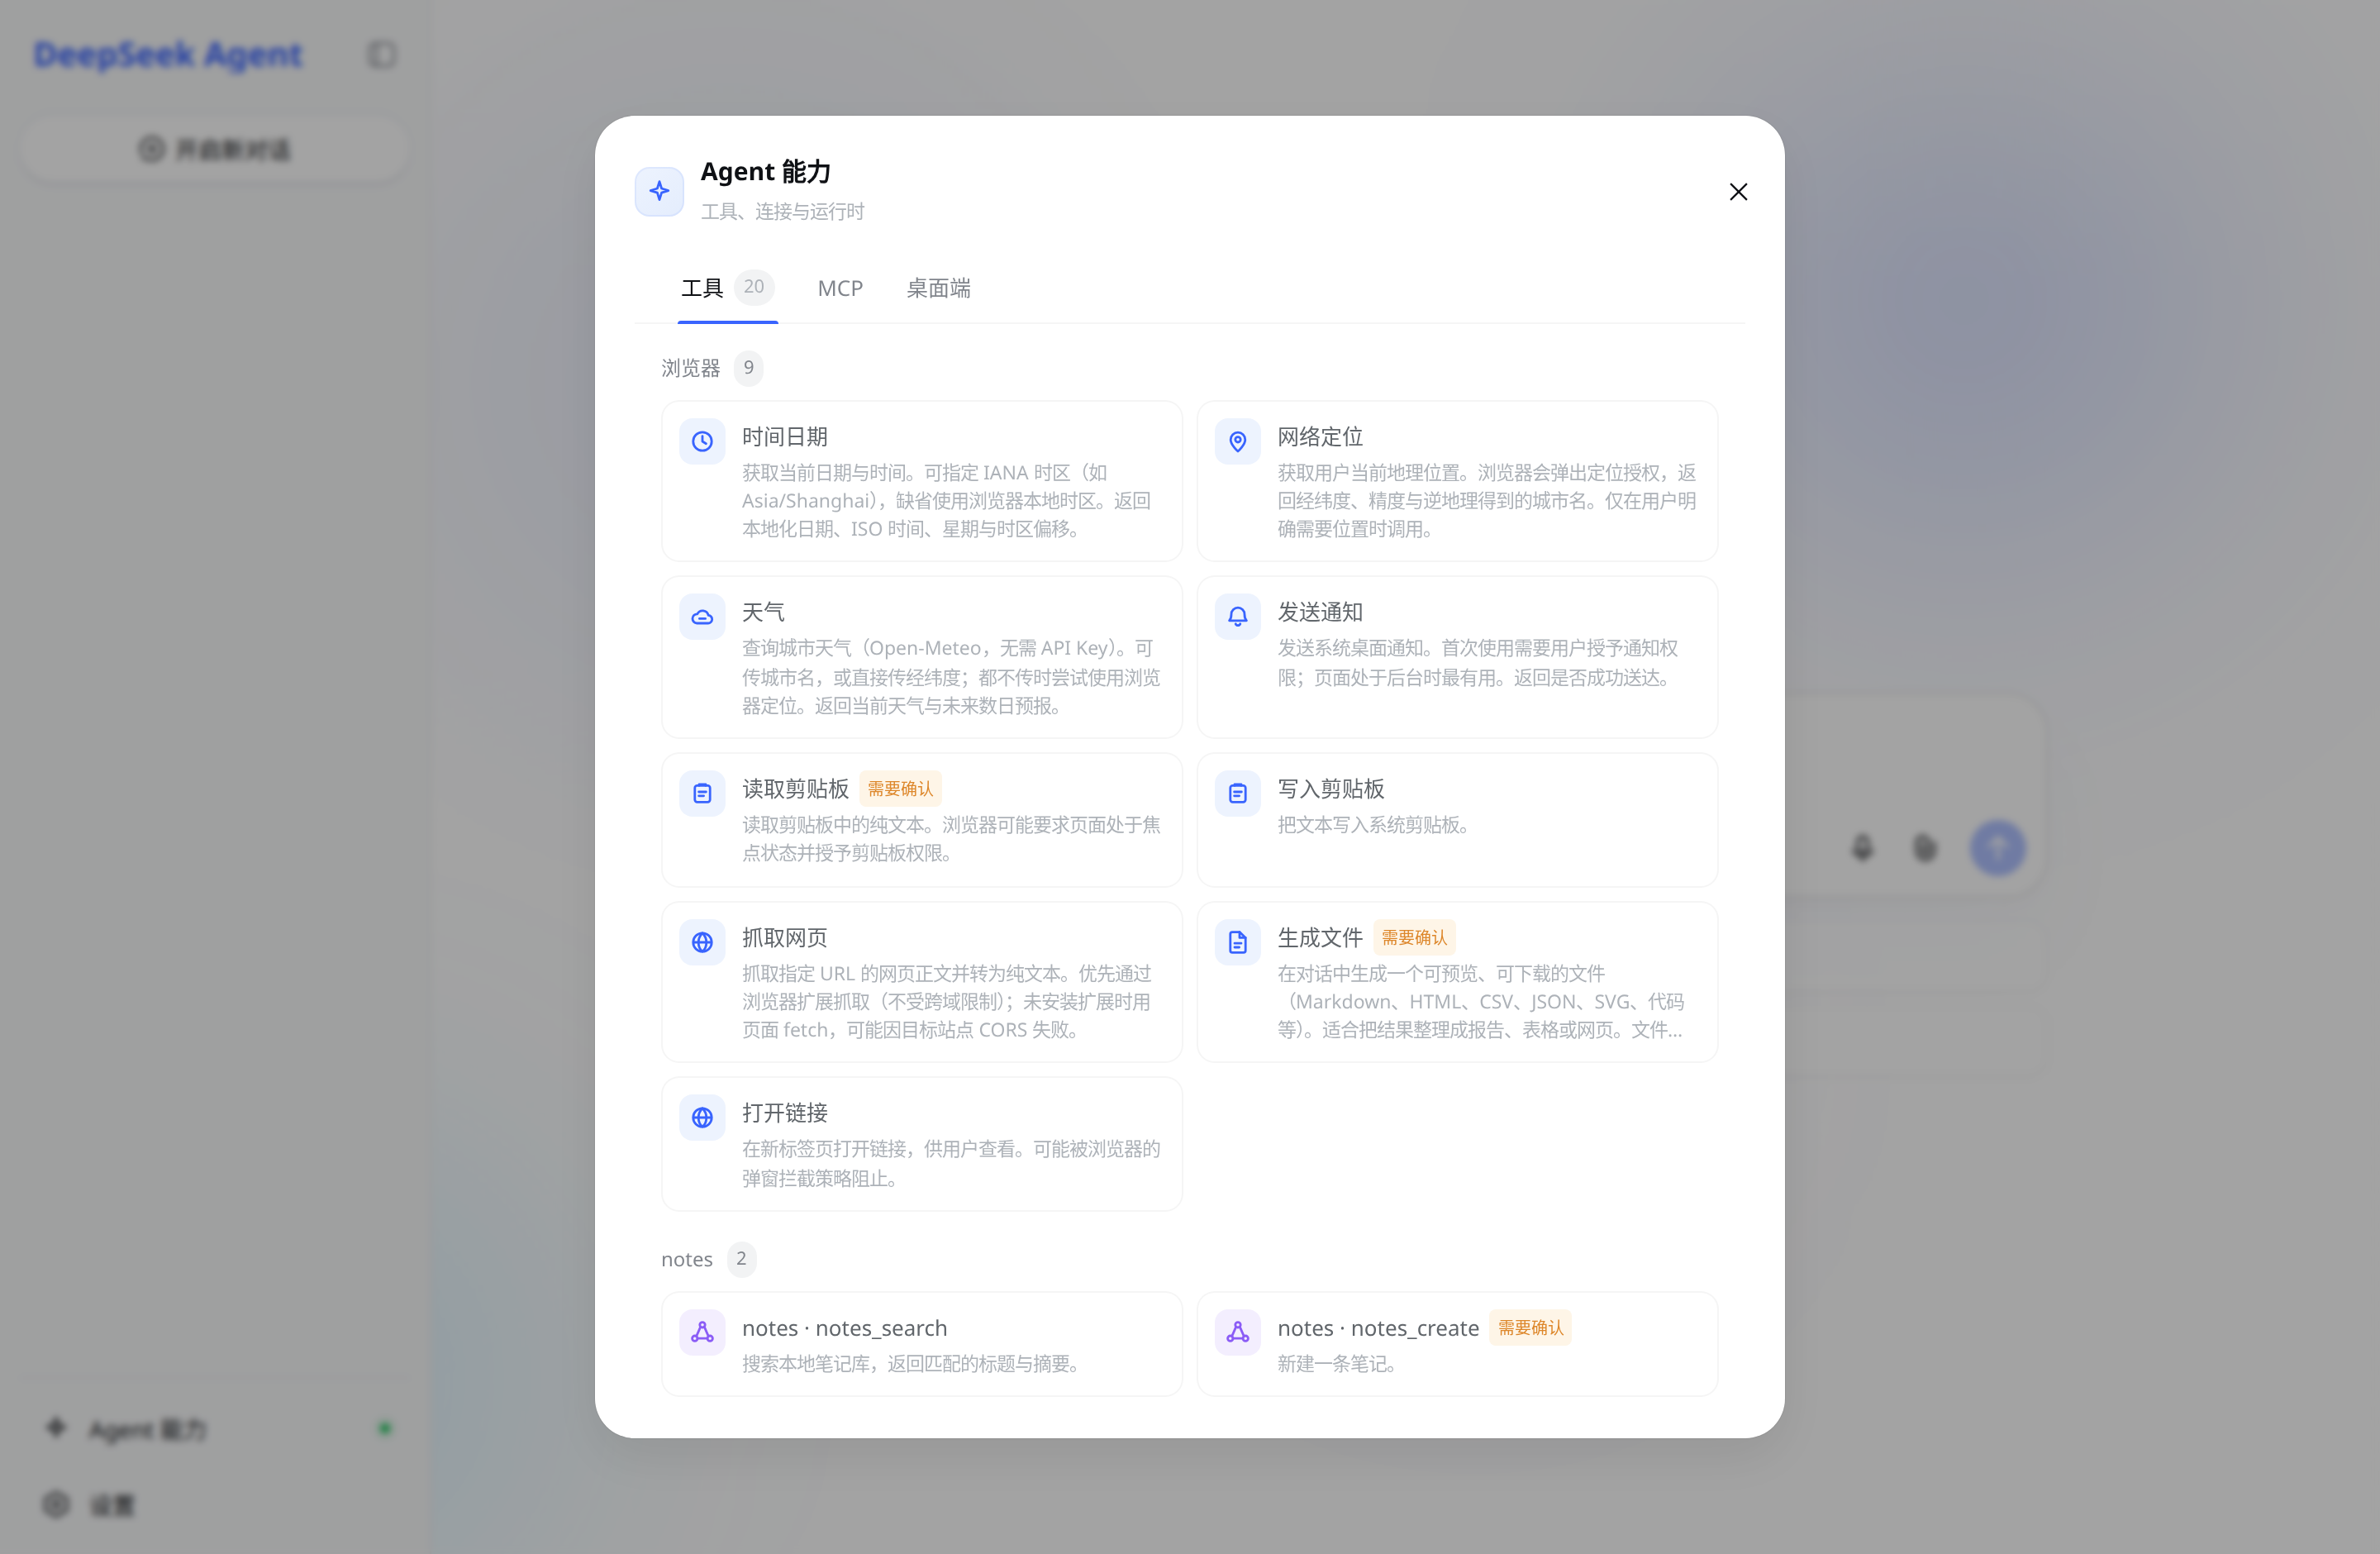 DeepSeek Agent
开启新对话
Agent 能力
工具、连接与运行时
工具 20 MCP 桌面端
浏览器 9
时间日期
获取当前日期与时间。可指定 IANA 时区（如
Asia/Shanghai），缺省使用浏览器本地时区。返回
本地化日期、ISO 时间、星期与时区偏移。
网络定位
获取用户当前地理位置。浏览器会弹出定位授权，返
回经纬度、精度与逆地理得到的城市名。仅在用户明
确需要位置时调用。
天气
查询城市天气（Open-Meteo，无需 API Key）。可
传城市名，或直接传经纬度；都不传时尝试使用浏览
器定位。返回当前天气与未来数日预报。
发送通知
发送系统桌面通知。首次使用需要用户授予通知权
限；页面处于后台时最有用。返回是否成功送达。
读取剪贴板 需要确认
读取剪贴板中的纯文本。浏览器可能要求页面处于焦
点状态并授予剪贴板权限。
写入剪贴板
把文本写入系统剪贴板。
抓取网页
抓取指定 URL 的网页正文并转为纯文本。优先通过
浏览器扩展抓取（不受跨域限制）；未安装扩展时用
页面 fetch，可能因目标站点 CORS 失败。
生成文件 需要确认
在对话中生成一个可预览、可下载的文件
（Markdown、HTML、CSV、JSON、SVG、代码
等）。适合把结果整理成报告、表格或网页。文件...
打开链接
在新标签页打开链接，供用户查看。可能被浏览器的
弹窗拦截策略阻止。
notes 2
notes · notes_search
搜索本地笔记库，返回匹配的标题与摘要。
notes · notes_create 需要确认
新建一条笔记。
Agent 能力
设置